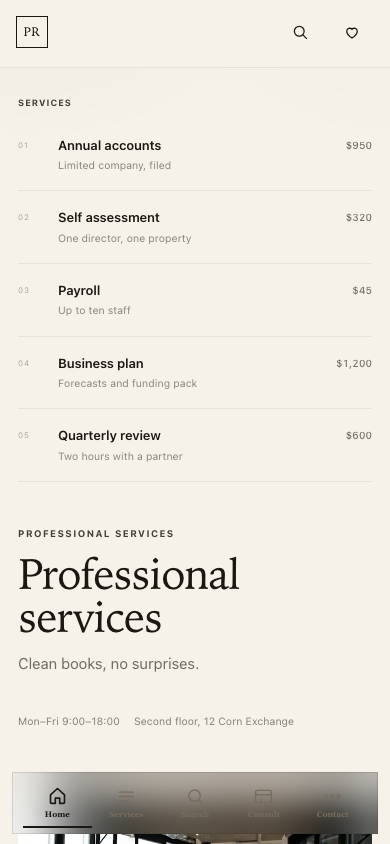 PR
SERVICES
01 Annual accounts $950
Limited company, filed
02 Self assessment $320
One director, one property
03 Payroll $45
Up to ten staff
04 Business plan $1,200
Forecasts and funding pack
05 Quarterly review $600
Two hours with a partner
PROFESSIONAL SERVICES
Professional
services
Clean books, no surprises.
Mon–Fri 9:00–18:00 Second floor, 12 Corn Exchange
Home Services Search Consult Contact